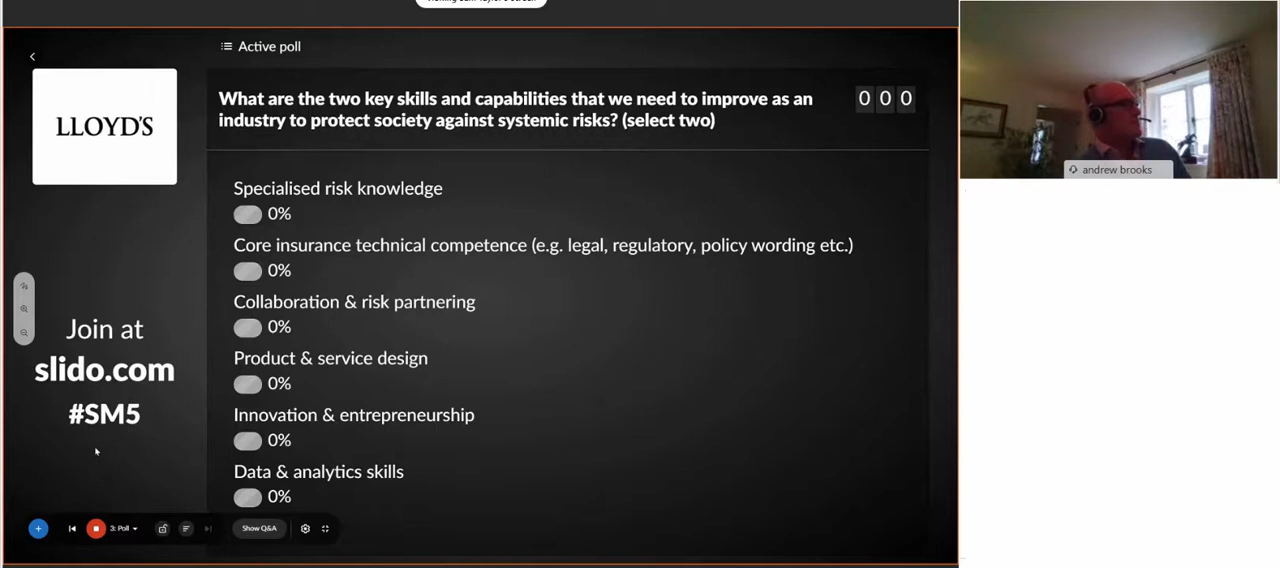 Active poll
LLOYD'S
What are the two key skills and capabilities that we need to improve as an
industry to protect society against systemic risks? (select two)
0 0 0
Specialised risk knowledge
0%
Core insurance technical competence (e.g. legal, regulatory, policy wording etc.)
0%
Collaboration & risk partnering
0%
Product & service design
0%
Innovation & entrepreneurship
0%
Data & analytics skills
0%
Join at
slido.com
#SM5
3: Poll
Show Q&A
andrew brooks